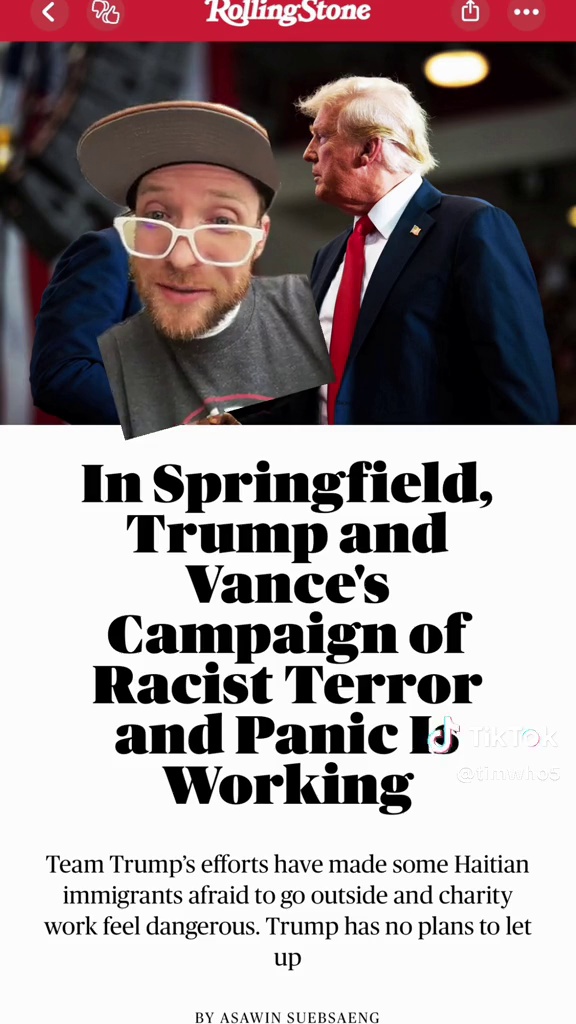 RollingStone
In Springfield,
Trump and
Vance's
Campaign of
Racist Terror
and Panic Is
Working
TikTok
@timwho5
Team Trump’s efforts have made some Haitian
immigrants afraid to go outside and charity
work feel dangerous. Trump has no plans to let
up
BY ASAWIN SUEBSAENG